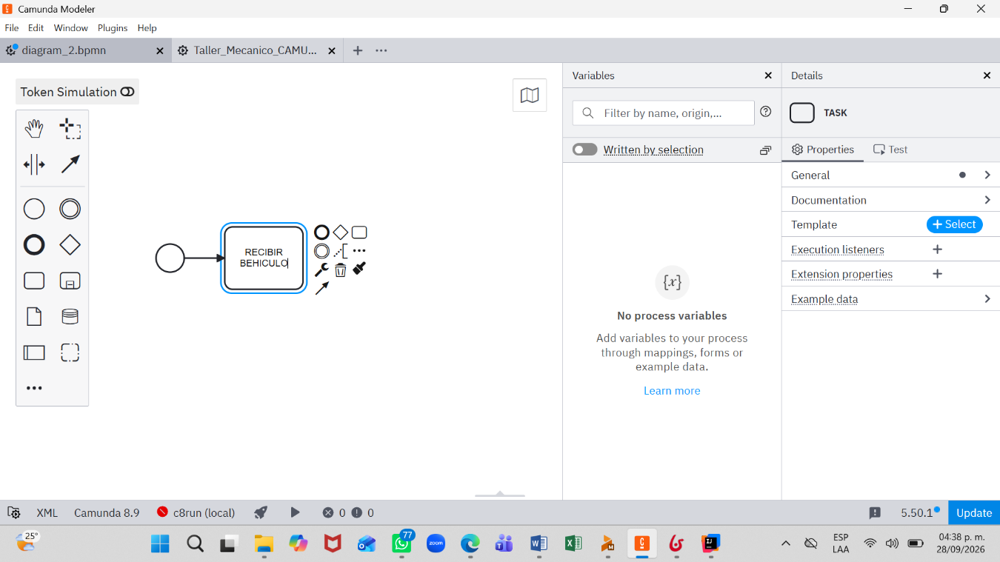 Camunda Modeler
File Edit Window Plugins Help
diagram_2.bpmn
Taller_Mecanico_CAMU...
Token Simulation
RECIBIR
BEHICULO
Variables
Filter by name, origin,...
Written by selection
{x}
No process variables
Add variables to your process
through mappings, forms or
example data.
Learn more
Details
TASK
Properties
Test
General
Documentation
Template
Select
Execution listeners
Extension properties
Example data
XML
Camunda 8.9
c8run (local)
0
0
5.50.1
Update
25°
77
zoom
ESP
LAA
04:38 p. m.
28/09/2026